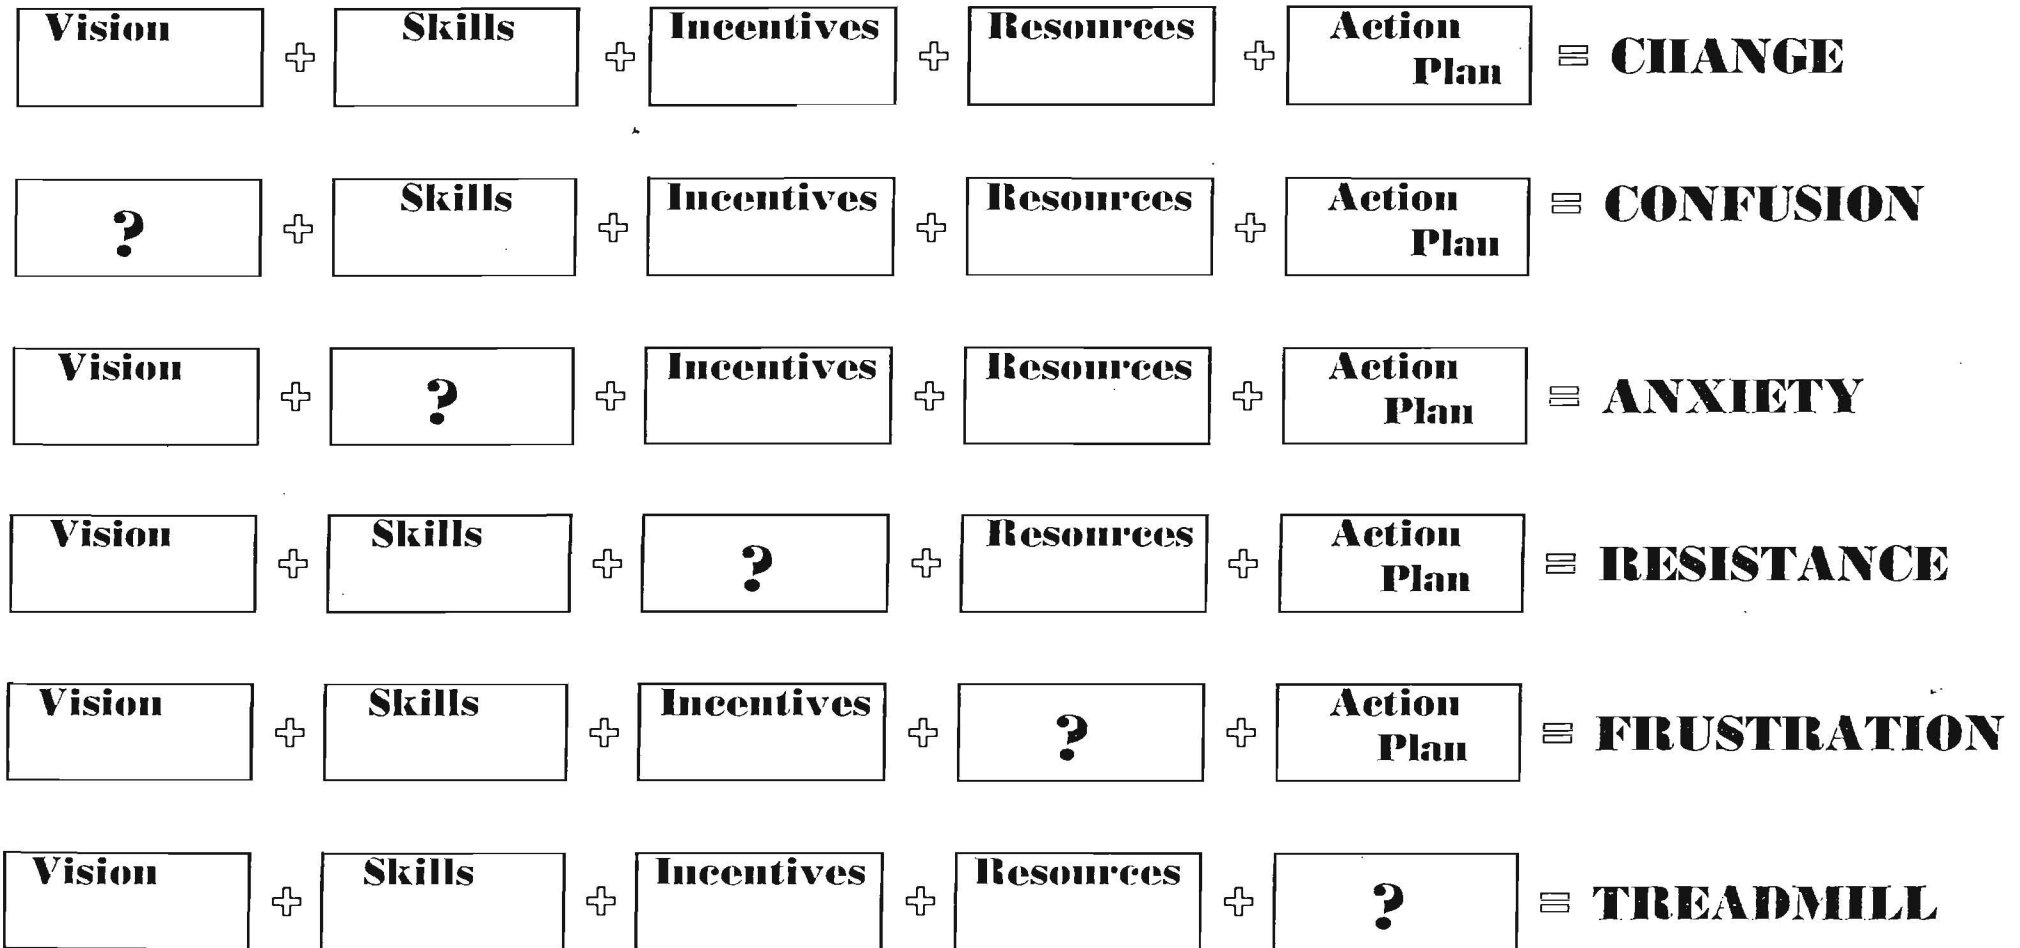 Vision + Skills + Incentives + Resources + Action Plan = CHANGE
? + Skills + Incentives + Resources + Action Plan = CONFUSION
Vision + ? + Incentives + Resources + Action Plan = ANXIETY
Vision + Skills + ? + Resources + Action Plan = RESISTANCE
Vision + Skills + Incentives + ? + Action Plan = FRUSTRATION
Vision + Skills + Incentives + Resources + ? = TREADMILL